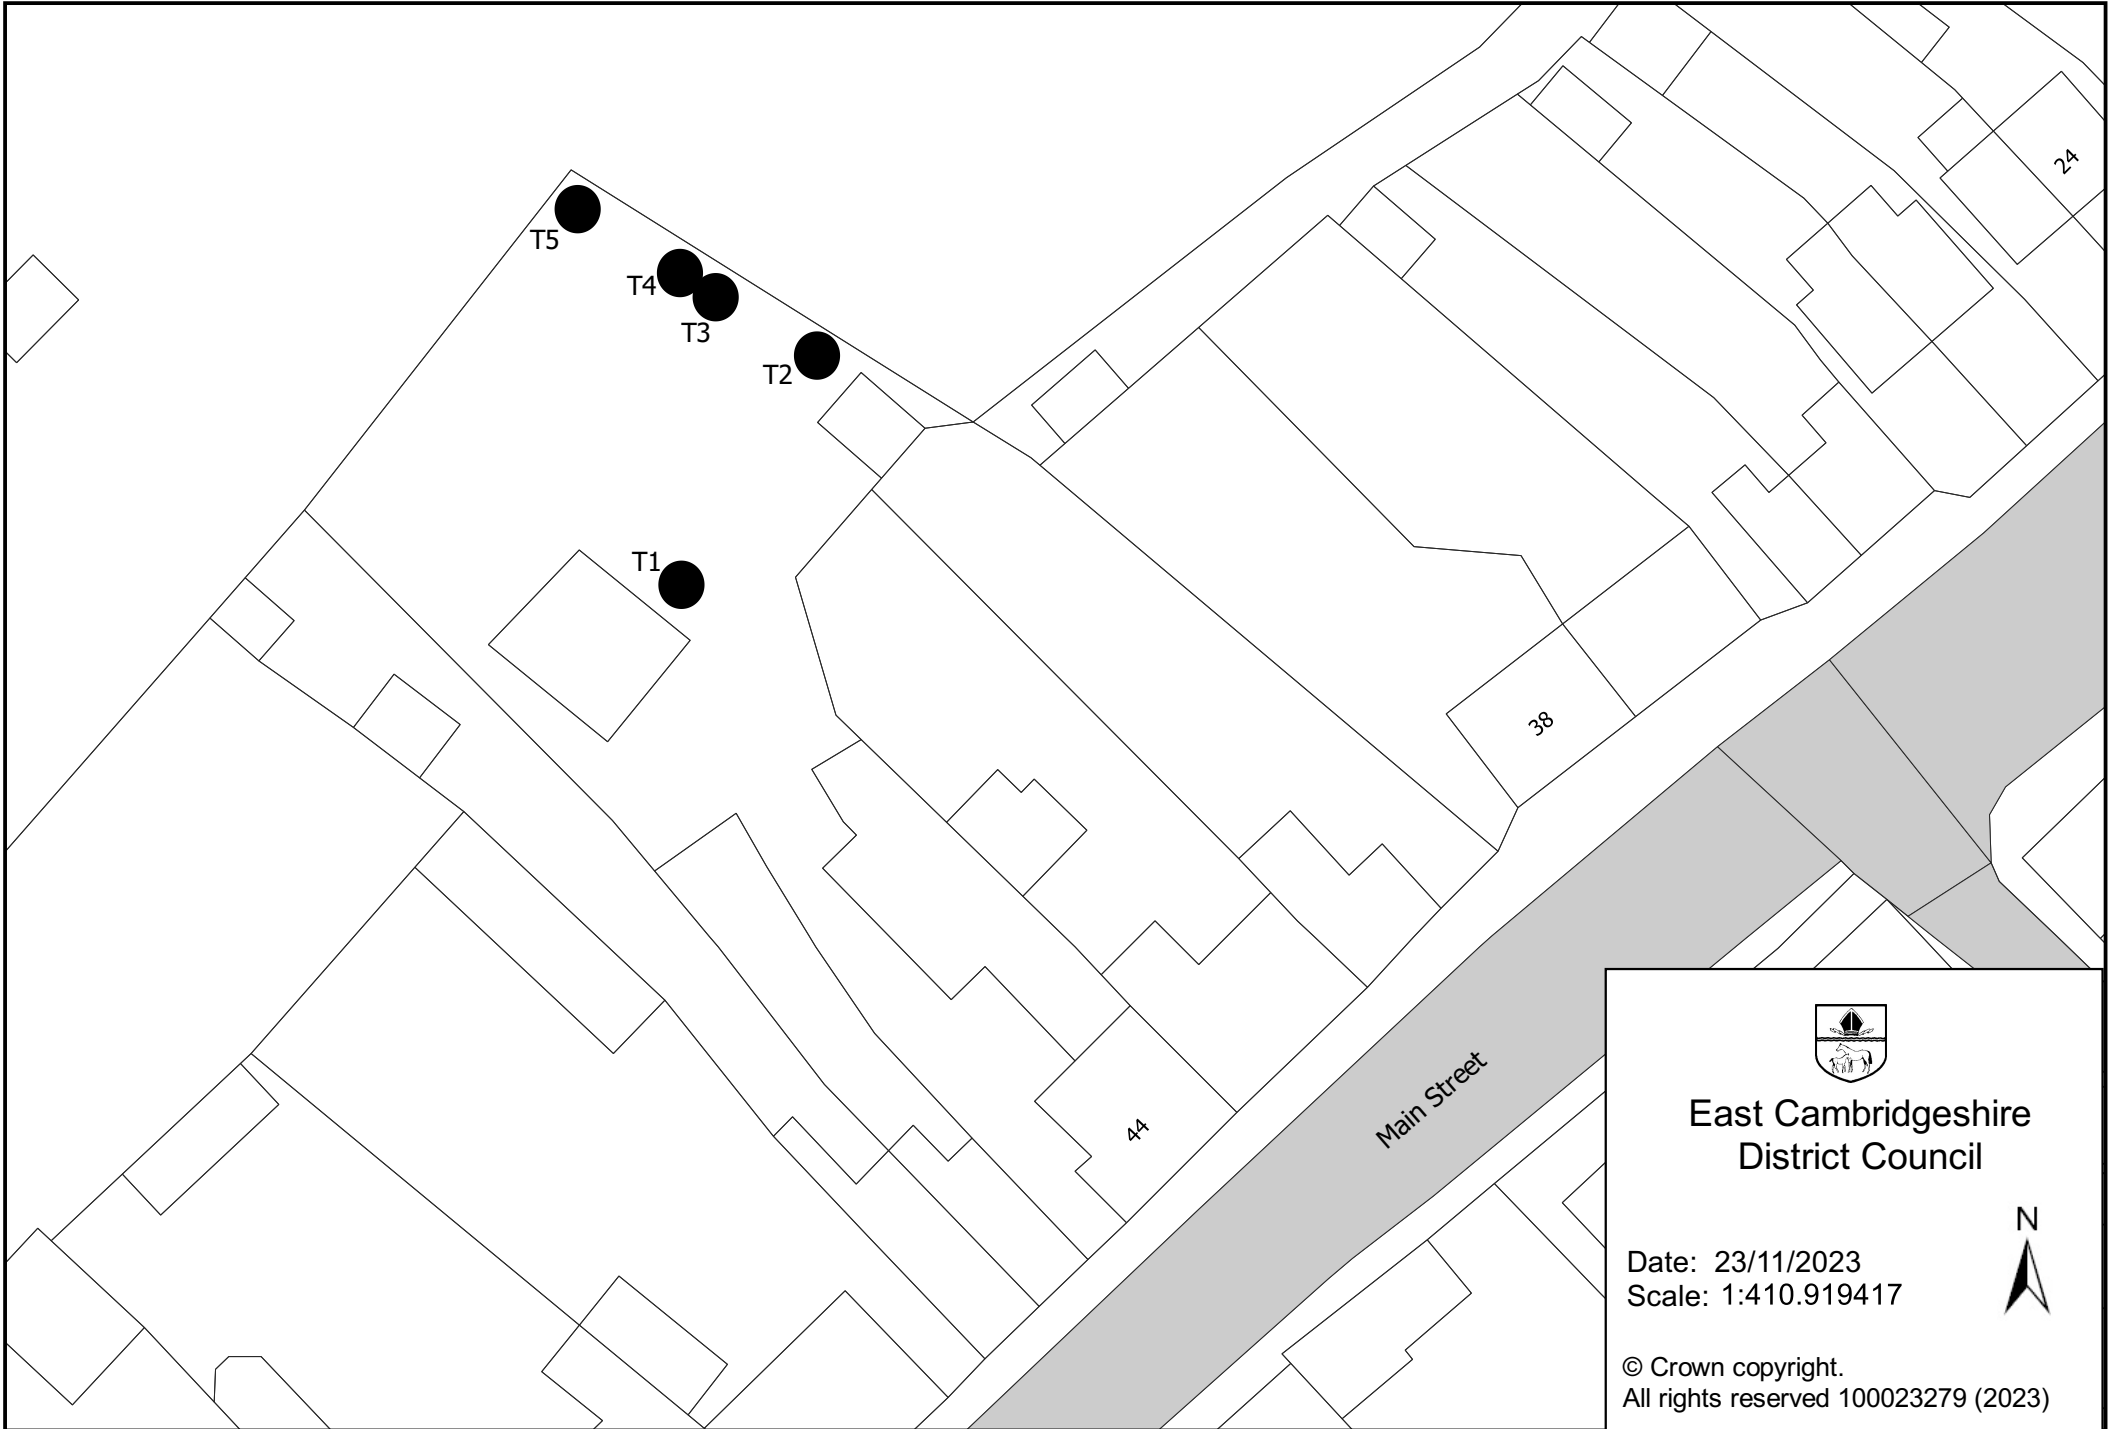 24
T5
T4
T3
T2
T1
38
44
Main Street
East Cambridgeshire
District Council
N
Date: 23/11/2023
Scale: 1:410.919417
© Crown copyright.
All rights reserved 100023279 (2023)